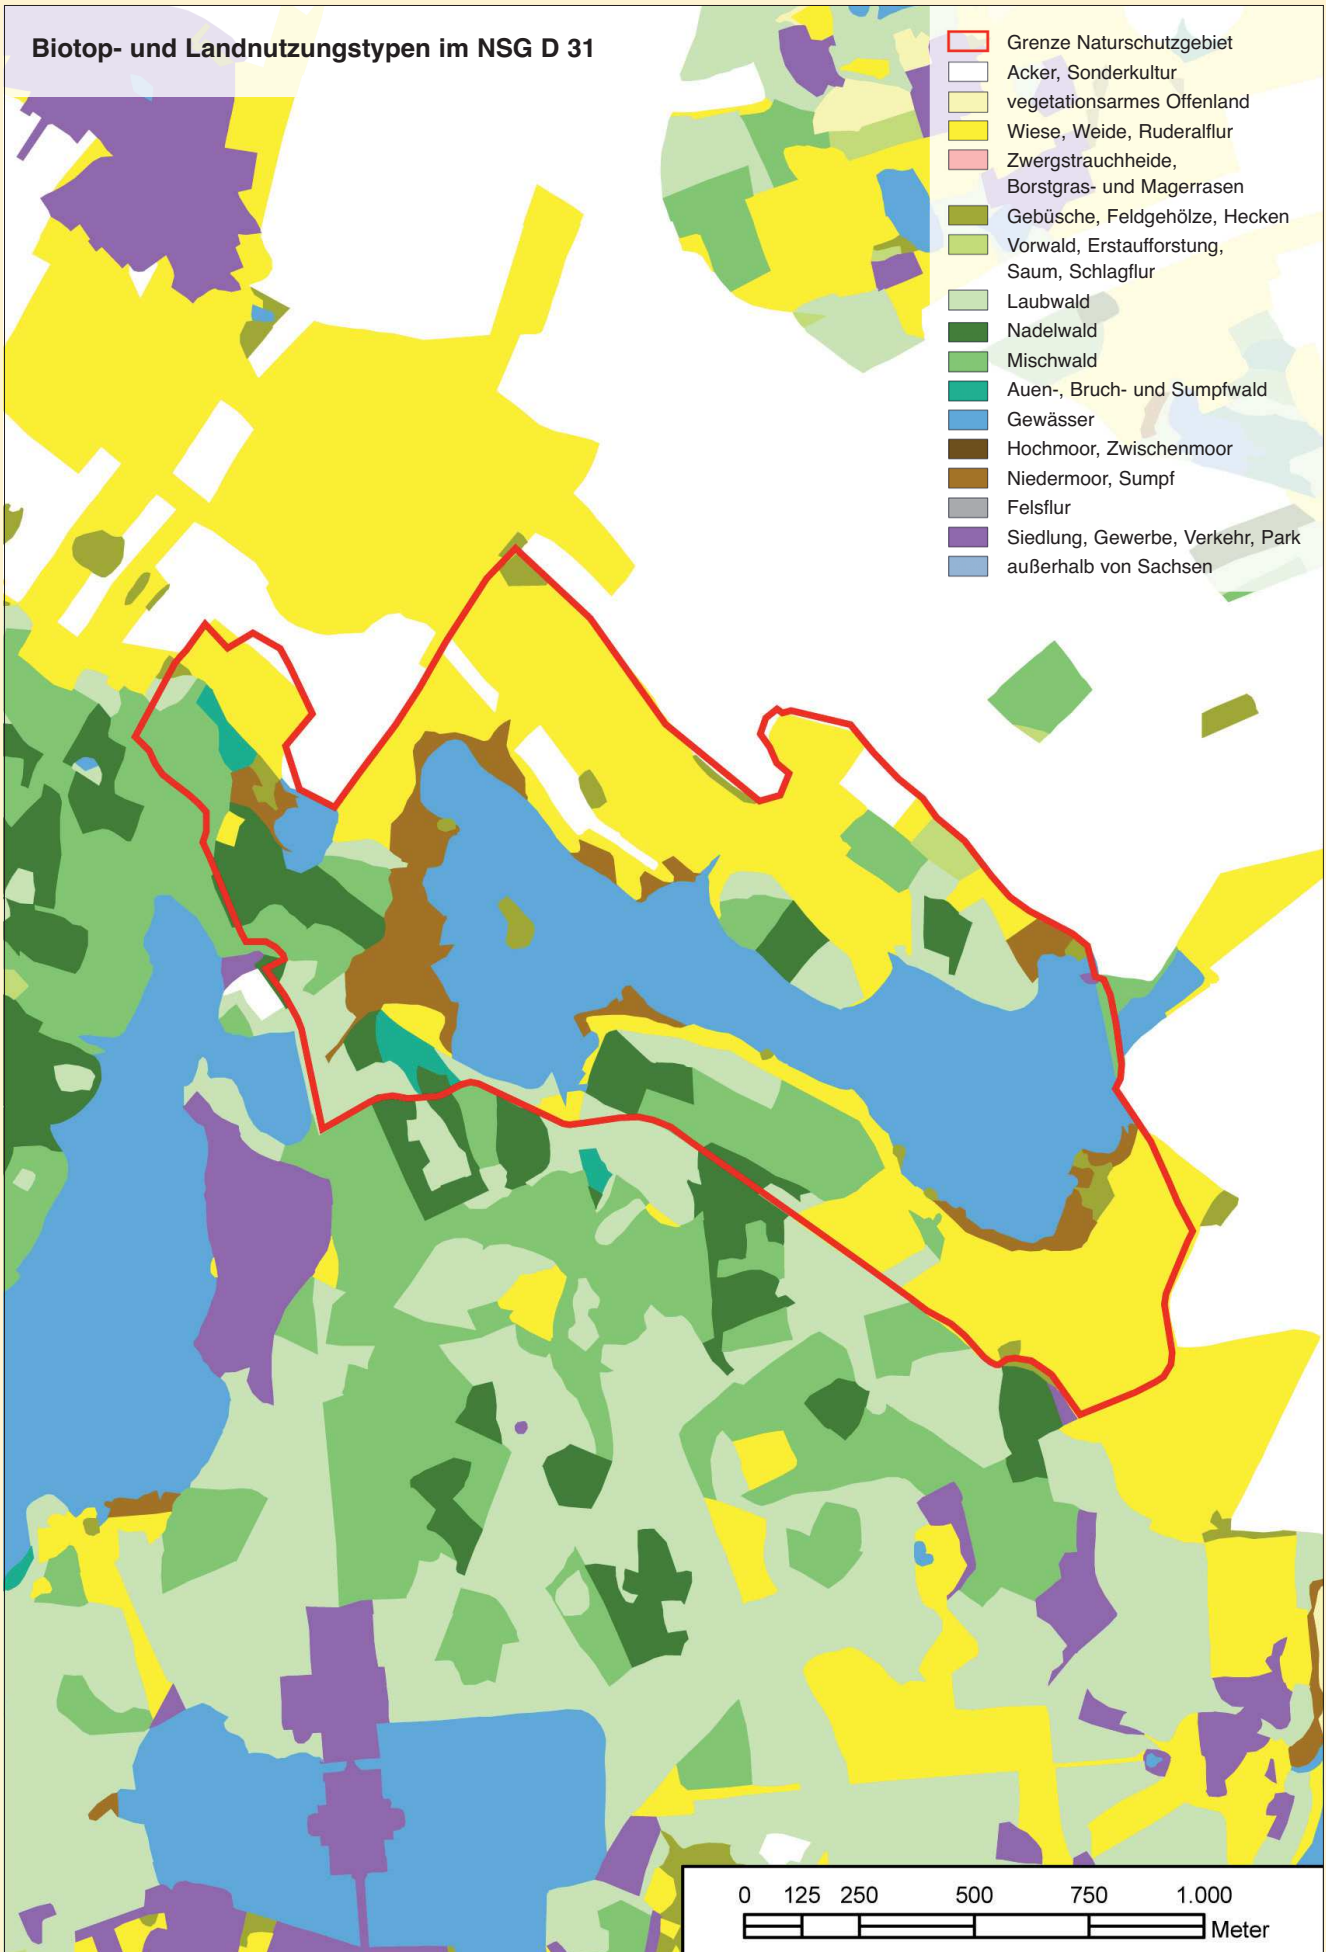 Biotop- und Landnutzungstypen im NSG D 31
Grenze Naturschutzgebiet
Acker, Sonderkultur
vegetationsarmes Offenland
Wiese, Weide, Ruderalflur
Zwergstrauchheide,
Borstgras- und Magerrasen
Gebüsche, Feldgehölze, Hecken
Vorwald, Erstaufforstung,
Saum, Schlagflur
Laubwald
Nadelwald
Mischwald
Auen-, Bruch- und Sumpfwald
Gewässer
Hochmoor, Zwischenmoor
Niedermoor, Sumpf
Felsflur
Siedlung, Gewerbe, Verkehr, Park
außerhalb von Sachsen
0 125 250 500 750 1.000
Meter